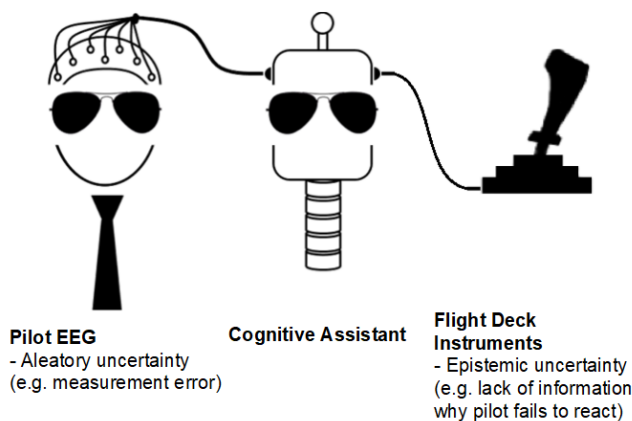 Pilot EEG
- Aleatory uncertainty
(e.g. measurement error)
Cognitive Assistant
Flight Deck
Instruments
- Epistemic uncertainty
(e.g. lack of information
why pilot fails to react)